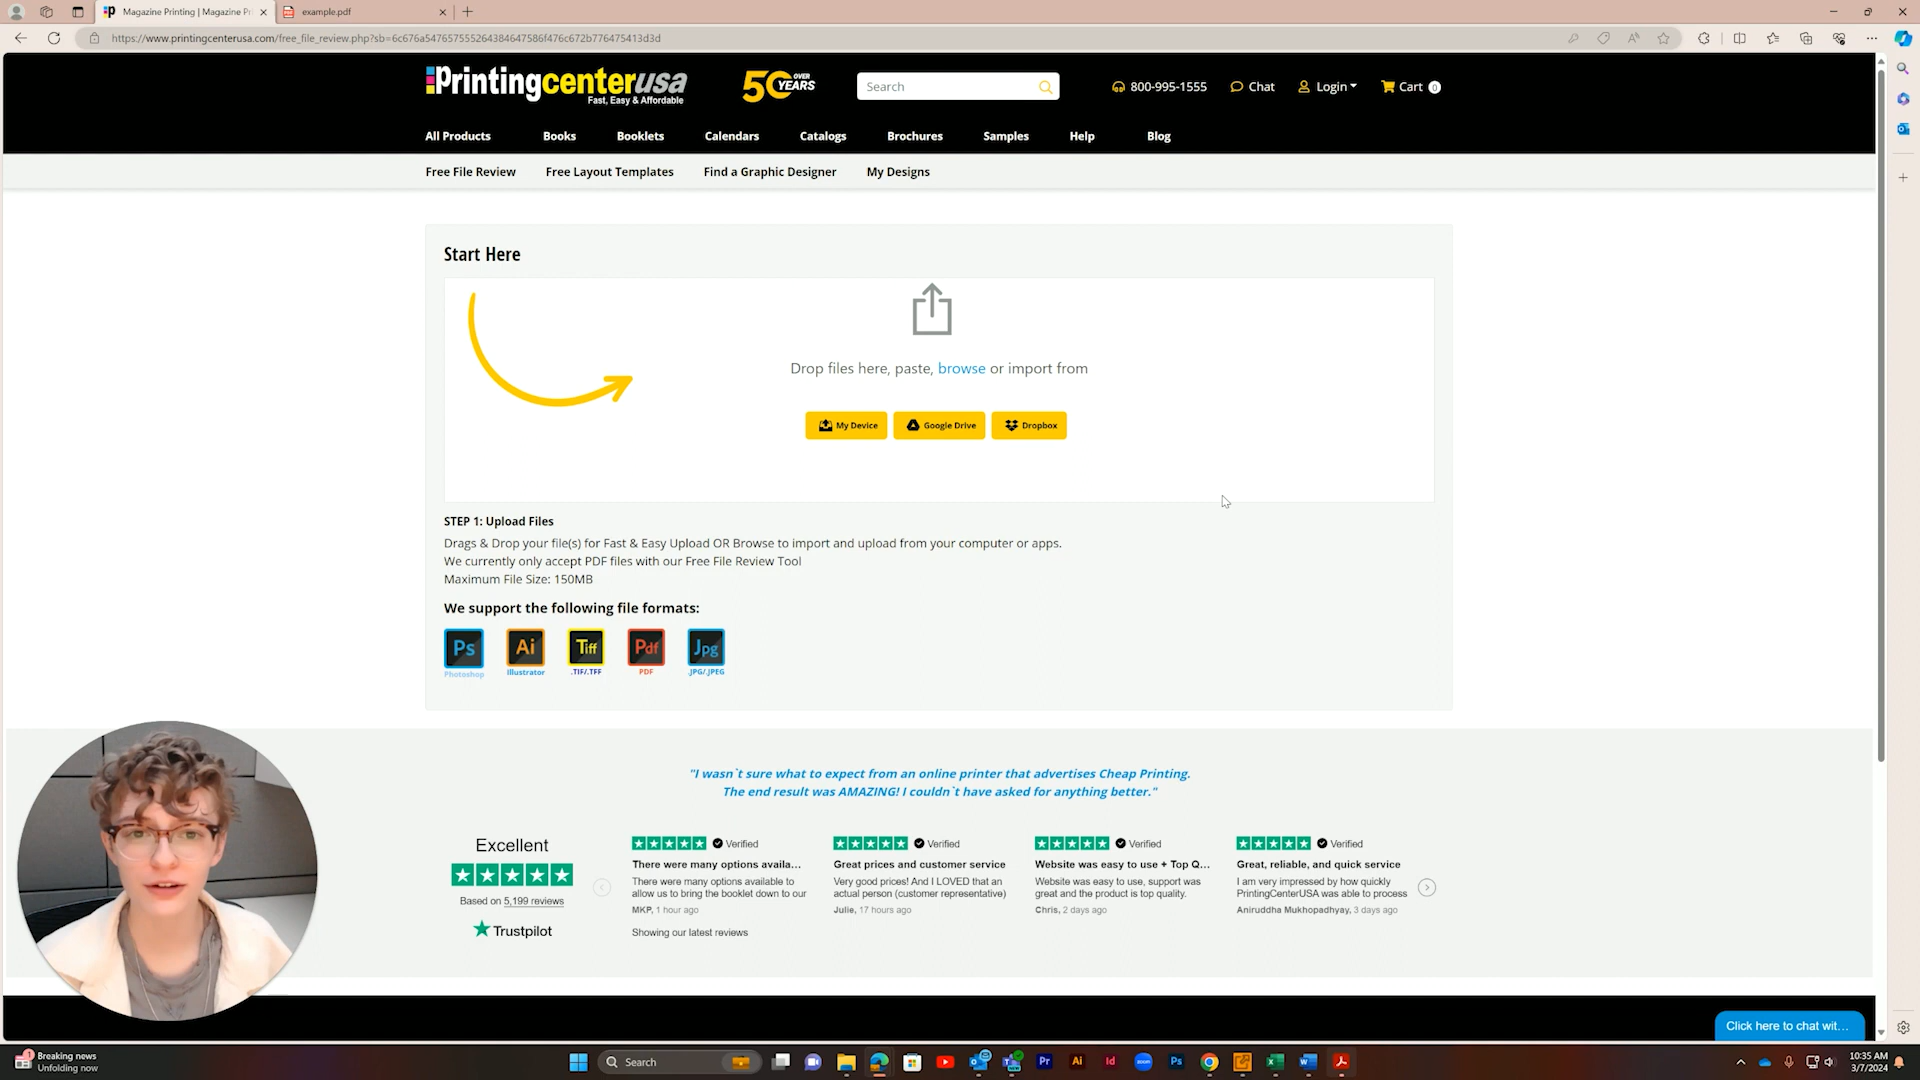 Magazine Printing | Magazine Pr
example.pdf
https://www.printingcenterusa.com/free_file_review.php?sb=6c676a547657555264384647586f476c672b776475413d3d
Printingcenterusa
Fast, Easy & Affordable
50 OVER YEARS
Search
800-995-1555
Chat
Login
Cart 0
All Products Books Booklets Calendars Catalogs Brochures Samples Help Blog
Free File Review Free Layout Templates Find a Graphic Designer My Designs
Start Here
Drop files here, paste, browse or import from
My Device Google Drive Dropbox
STEP 1: Upload Files
Drags & Drop your file(s) for Fast & Easy Upload OR Browse to import and upload from your computer or apps.
We currently only accept PDF files with our Free File Review Tool
Maximum File Size: 150MB
We support the following file formats:
Ps Ai Tiff Pdf Jpg
Photoshop Illustrator .TIF/.TFF PDF .JPG/.JPEG
"I wasn`t sure what to expect from an online printer that advertises Cheap Printing.
The end result was AMAZING! I couldn`t have asked for anything better."
Excellent
Based on 5,199 reviews
Trustpilot
Verified
There were many options availa...
There were many options available to
allow us to bring the booklet down to our
MKP, 1 hour ago
Showing our latest reviews
Verified
Great prices and customer service
Very good prices! And I LOVED that an
actual person (customer representative)
Julie, 17 hours ago
Verified
Website was easy to use + Top Q...
Website was easy to use, support was
great and the product is top quality.
Chris, 2 days ago
Verified
Great, reliable, and quick service
I am very impressed by how quickly
PrintingCenterUSA was able to process
Aniruddha Mukhopadhyay, 3 days ago
Click here to chat wit...
Breaking news
Unfolding now
Search
Pr Ai Id Ps
10:35 AM
3/7/2024